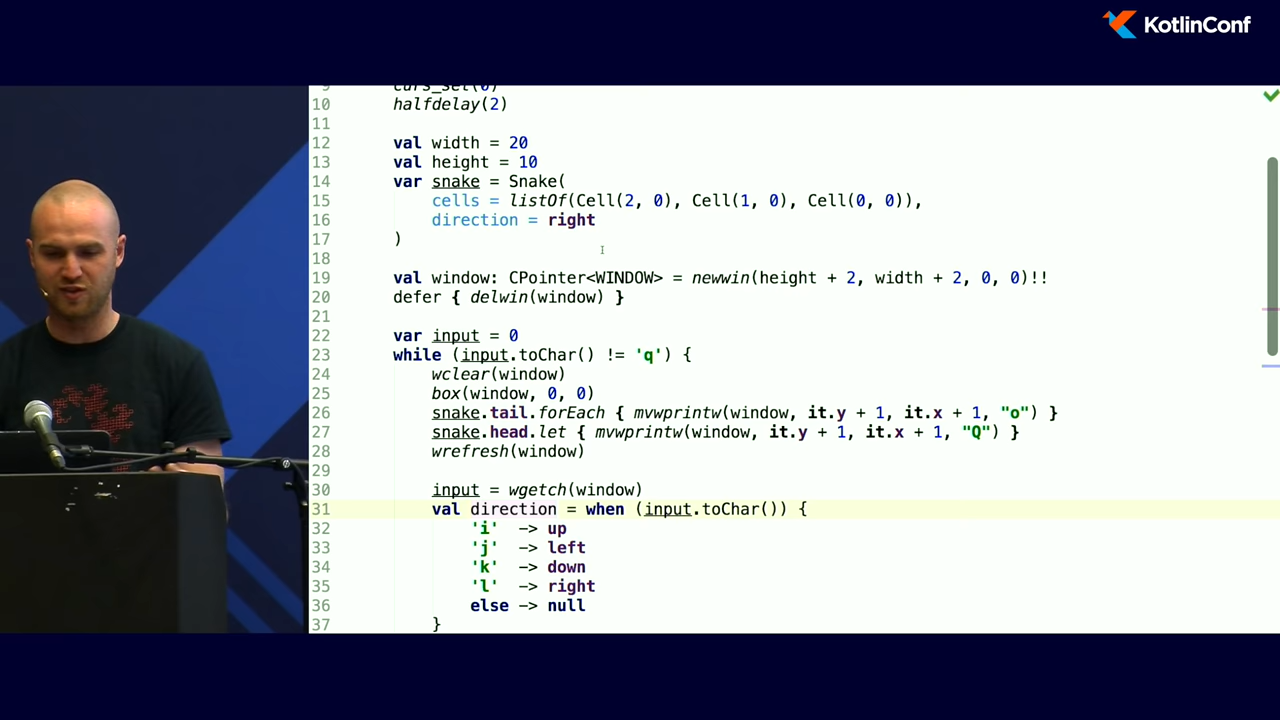 KotlinConf
9 curs_set(0)
10 halfdelay(2)
11
12 val width = 20
13 val height = 10
14 var snake = Snake(
15 cells = listOf(Cell(2, 0), Cell(1, 0), Cell(0, 0)),
16 direction = right
17 )
18
19 val window: CPointer<WINDOW> = newwin(height + 2, width + 2, 0, 0)!!
20 defer { delwin(window) }
21
22 var input = 0
23 while (input.toChar() != 'q') {
24 wclear(window)
25 box(window, 0, 0)
26 snake.tail.forEach { mvwprintw(window, it.y + 1, it.x + 1, "o") }
27 snake.head.let { mvwprintw(window, it.y + 1, it.x + 1, "Q") }
28 wrefresh(window)
29
30 input = wgetch(window)
31 val direction = when (input.toChar()) {
32 'i' -> up
33 'j' -> left
34 'k' -> down
35 'l' -> right
36 else -> null
37 }